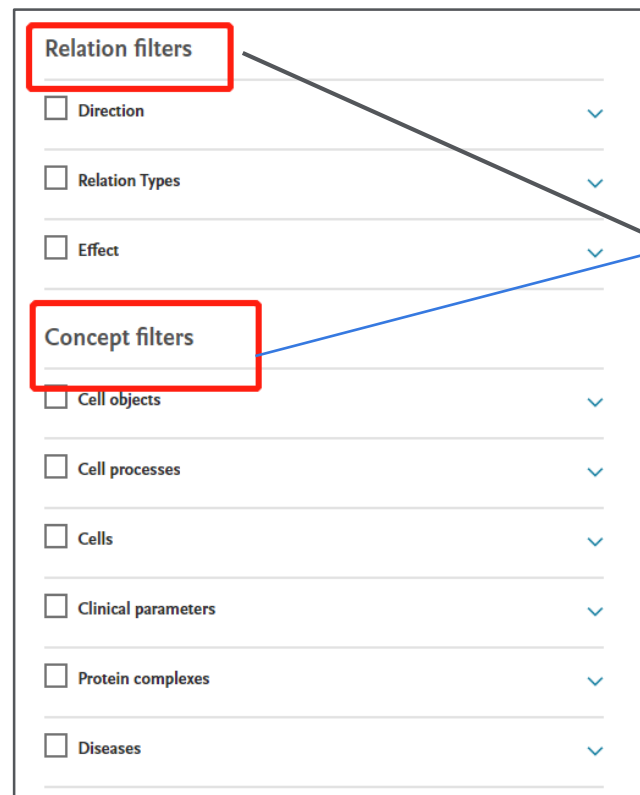 Relation filters
Direction
Relation Types
Effect
Concept filters
Cell objects
Cell processes
Cells
Clinical parameters
Protein complexes
Diseases